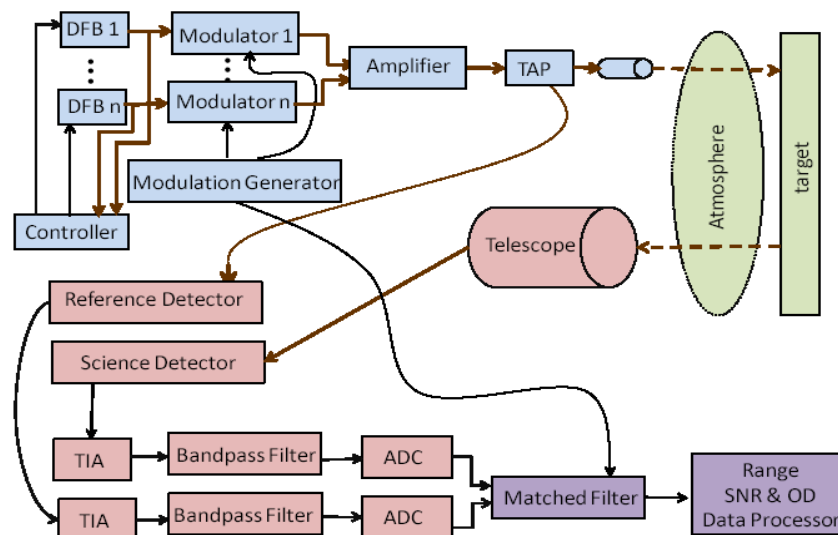 DFB 1
Modulator 1
Amplifier
TAP
DFB n
Modulator n
Modulation Generator
Controller
Atmosphere
target
Telescope
Reference Detector
Science Detector
TIA
Bandpass Filter
ADC
TIA
Bandpass Filter
ADC
Matched Filter
Range
SNR & OD
Data Processor